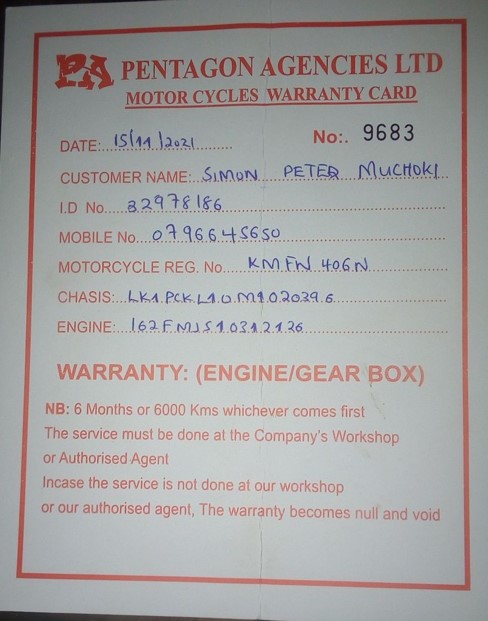 PA PENTAGON AGENCIES LTD
MOTOR CYCLES WARRANTY CARD
DATE: 15/11/2021 No:. 9683
CUSTOMER NAME: SIMON PETER MUCHOKI
I.D No. 32978186
MOBILE No. 0796645650
MOTORCYCLE REG. No. KMFW 406N
CHASIS: LK1PCKL10M1020396
ENGINE: 162FMJS10312126
WARRANTY: (ENGINE/GEAR BOX)
NB: 6 Months or 6000 Kms whichever comes first
The service must be done at the Company's Workshop
or Authorised Agent
Incase the service is not done at our workshop
or our authorised agent, The warranty becomes null and void